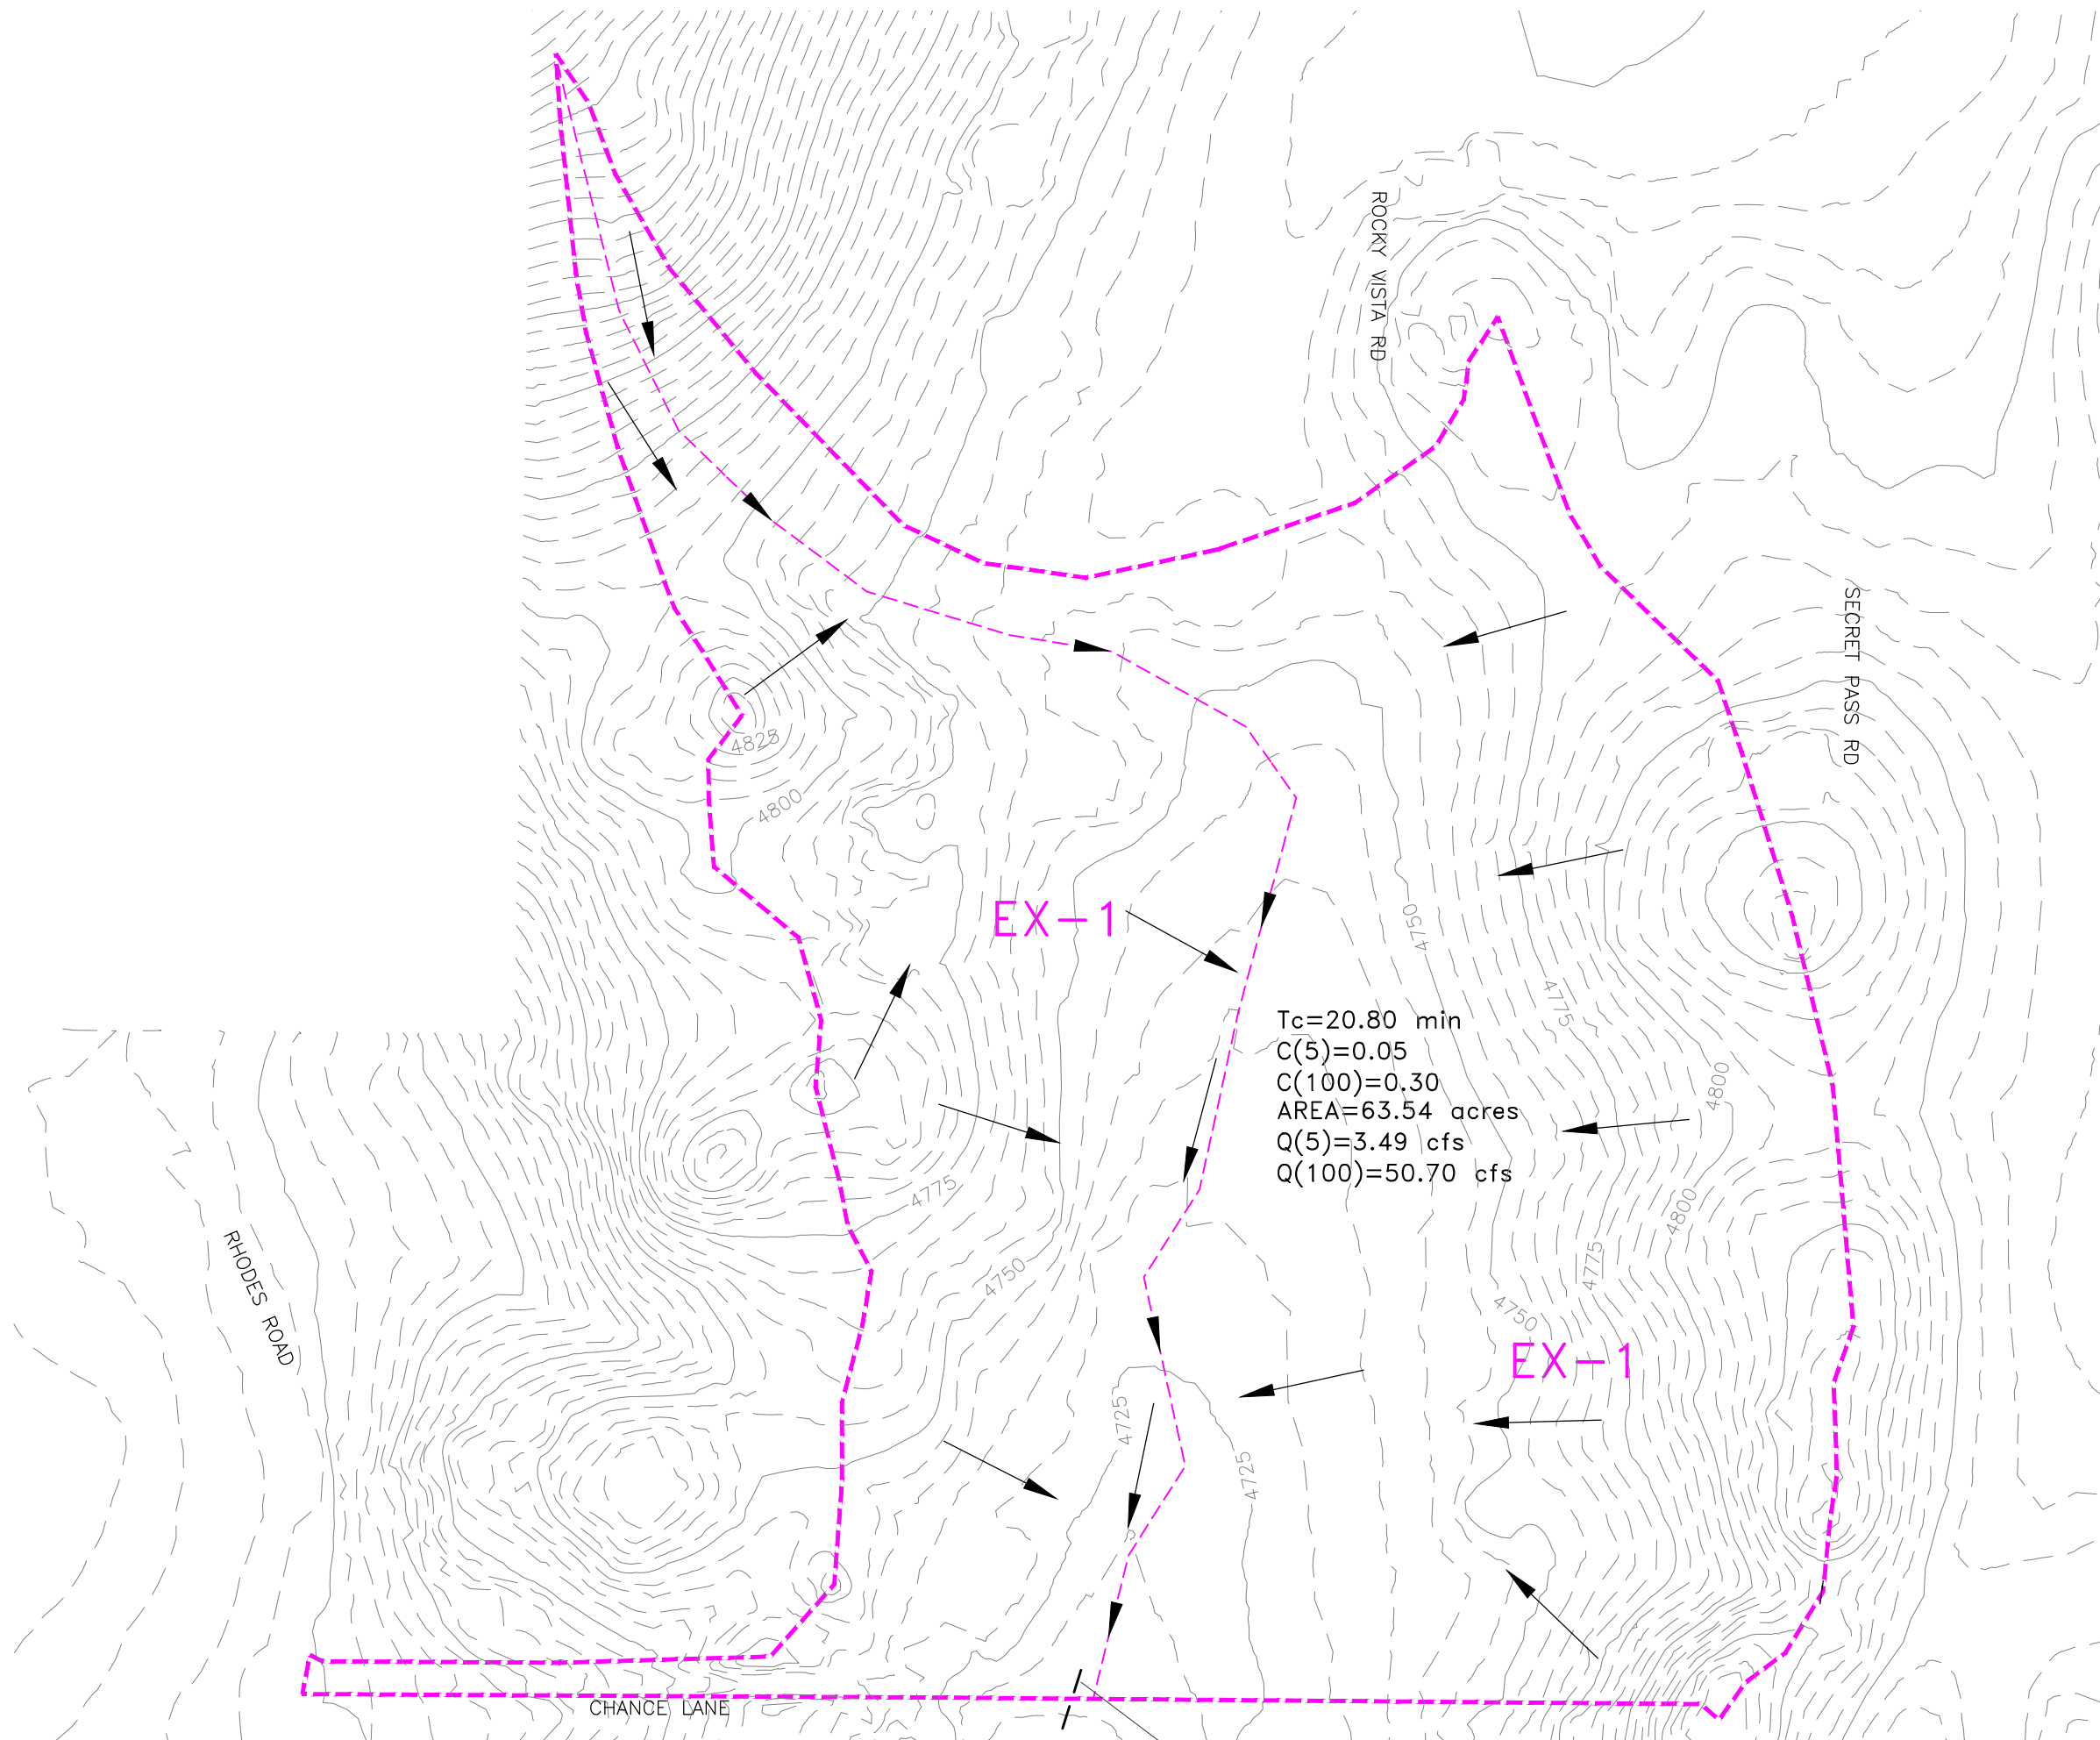 ROCKY VISTA RD
SECRET PASS RD
4825
4800
EX-1
4750
4775
Tc=20.80 min
C(5)=0.05
C(100)=0.30
AREA=63.54 acres
Q(5)=3.49 cfs
Q(100)=50.70 cfs
4800
4775
4800
4750
4775
4750
RHODES ROAD
EX-1
4725
4725
CHANCE LANE